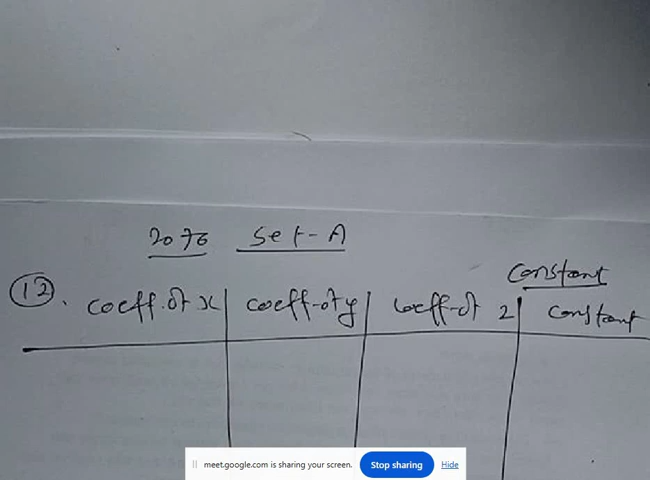 2076 Set-A
Constant
12. coeff. of x coeff-of y coeff-of z constant
meet.google.com is sharing your screen. Stop sharing Hide